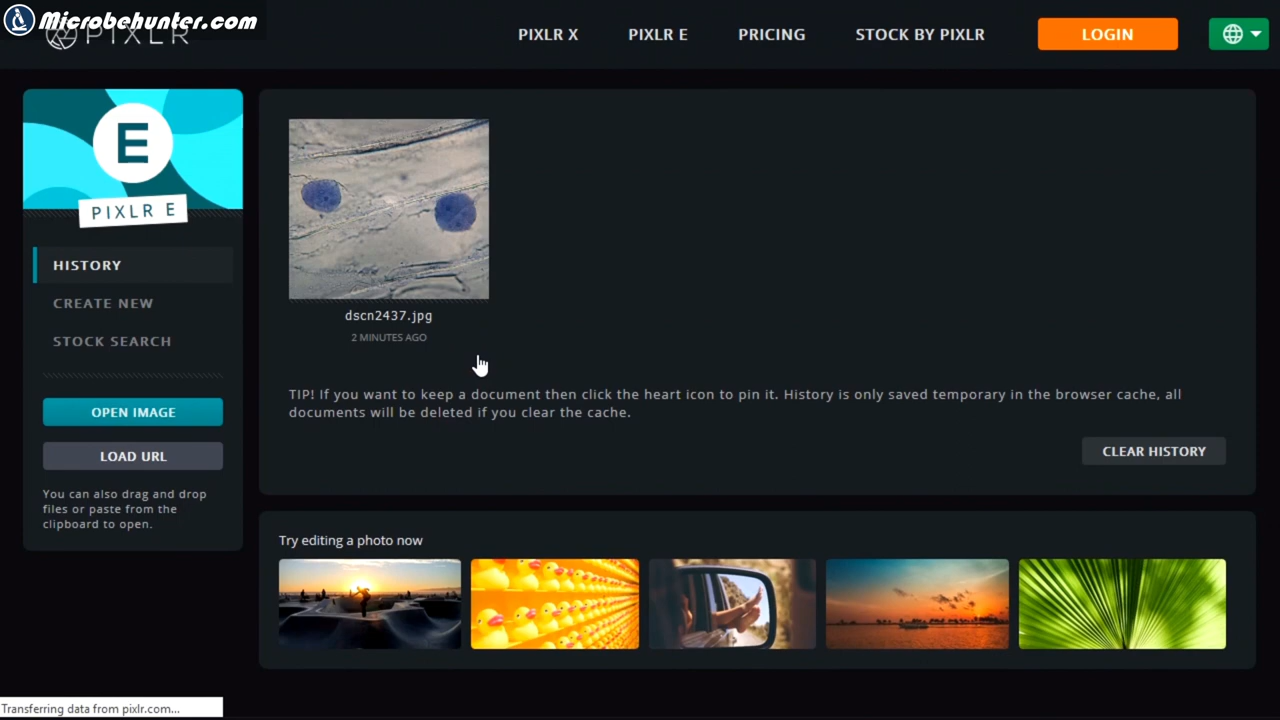 Microbehunter.com
PIXLR
PIXLR X
PIXLR E
PRICING
STOCK BY PIXLR
LOGIN
E
PIXLR E
HISTORY
CREATE NEW
STOCK SEARCH
OPEN IMAGE
LOAD URL
You can also drag and drop
files or paste from the
clipboard to open.
dscn2437.jpg
2 MINUTES AGO
TIP! If you want to keep a document then click the heart icon to pin it. History is only saved temporary in the browser cache, all
documents will be deleted if you clear the cache.
CLEAR HISTORY
Try editing a photo now
Transferring data from pixlr.com...